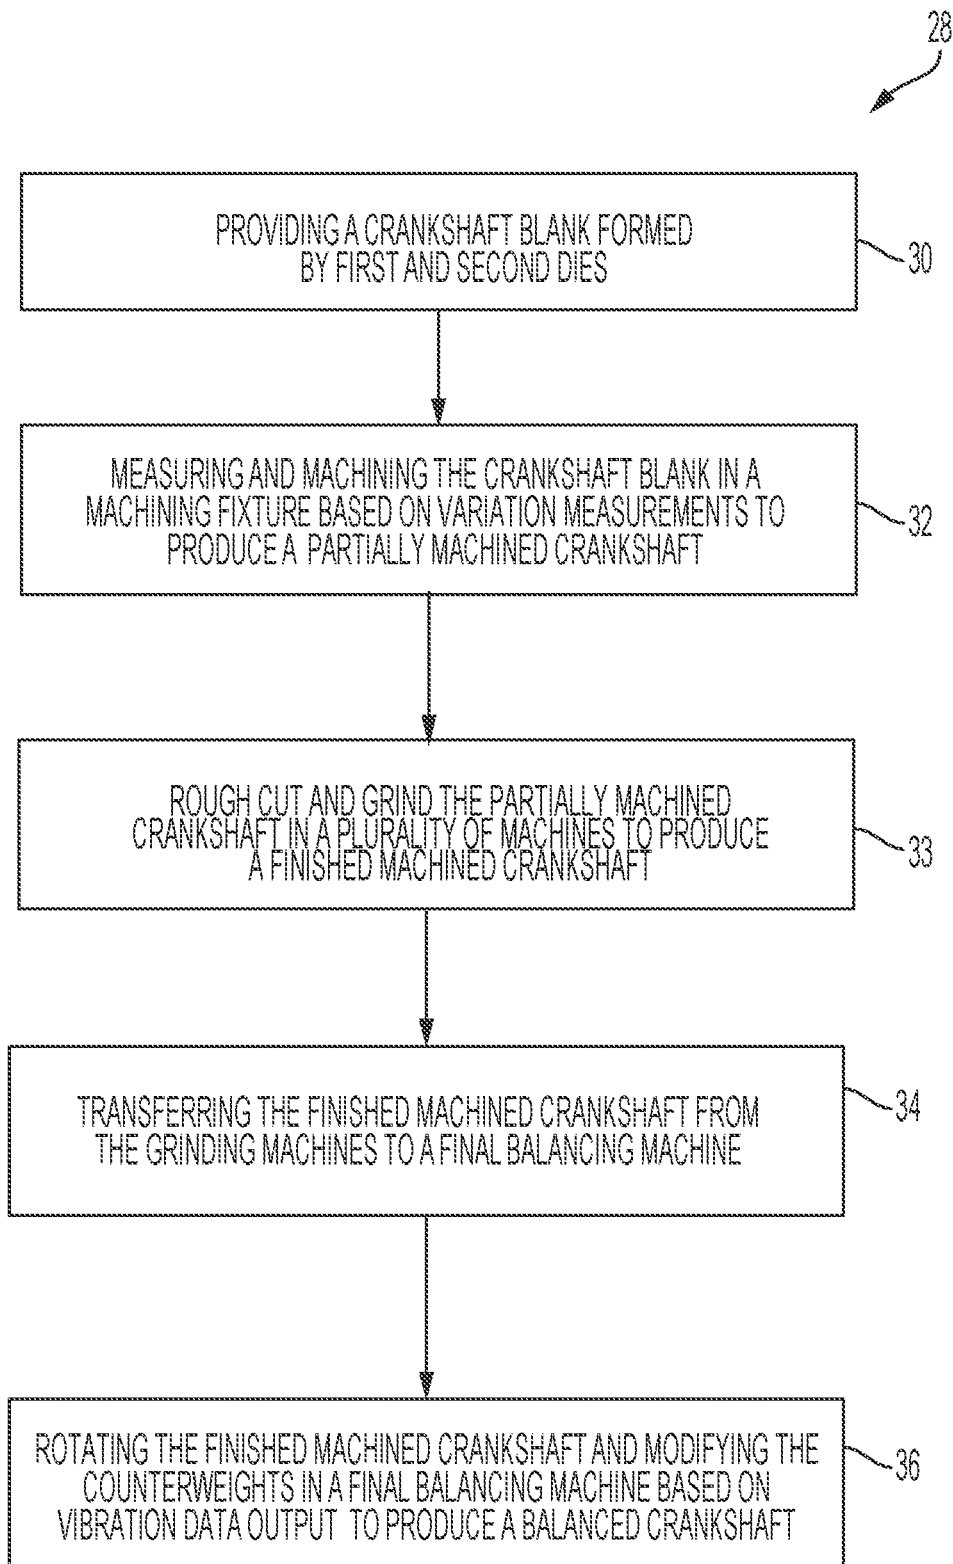 28
PROVIDING A CRANKSHAFT BLANK FORMED
BY FIRST AND SECOND DIES
30
MEASURING AND MACHINING THE CRANKSHAFT BLANK IN A
MACHINING FIXTURE BASED ON VARIATION MEASUREMENTS TO
PRODUCE A PARTIALLY MACHINED CRANKSHAFT
32
ROUGH CUT AND GRIND THE PARTIALLY MACHINED
CRANKSHAFT IN A PLURALITY OF MACHINES TO PRODUCE
A FINISHED MACHINED CRANKSHAFT
33
TRANSFERRING THE FINISHED MACHINED CRANKSHAFT FROM
THE GRINDING MACHINES TO A FINAL BALANCING MACHINE
34
ROTATING THE FINISHED MACHINED CRANKSHAFT AND MODIFYING THE
COUNTERWEIGHTS IN A FINAL BALANCING MACHINE BASED ON
VIBRATION DATA OUTPUT TO PRODUCE A BALANCED CRANKSHAFT
36